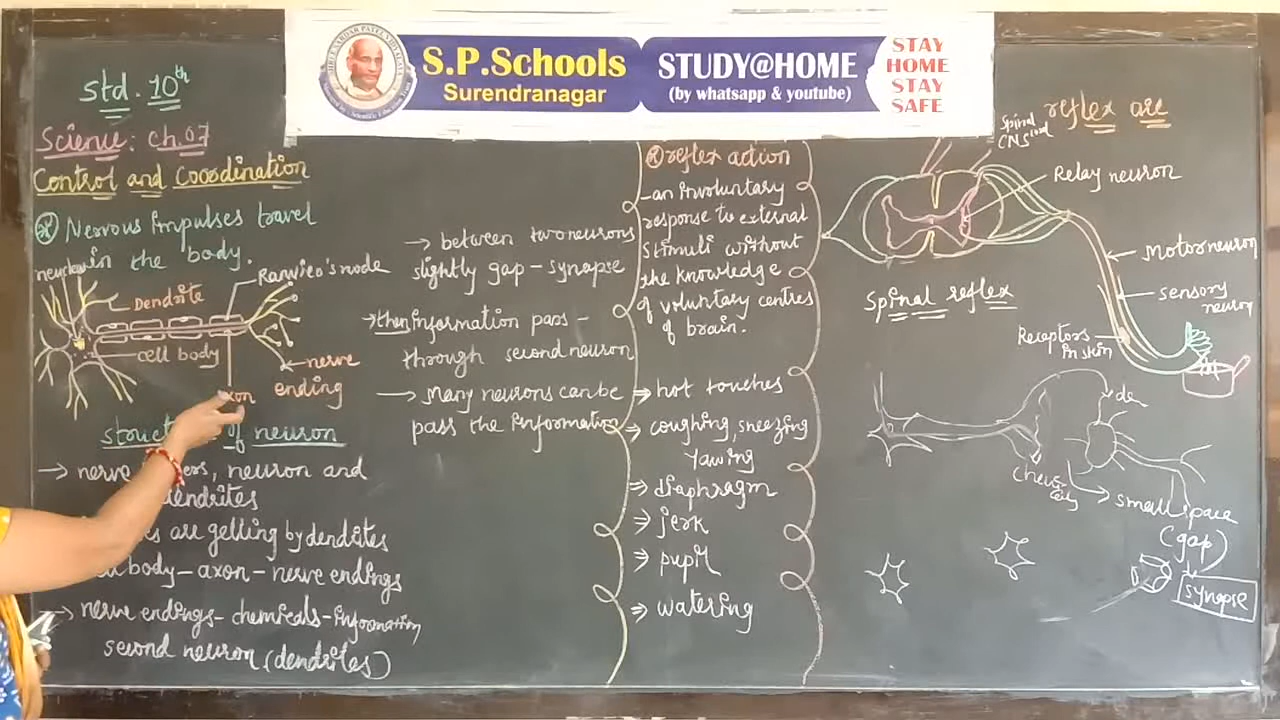 S.P.Schools
Surendranagar
STUDY@HOME
(by whatsapp & youtube)
STAY
HOME
STAY
SAFE
Std. 10th
Science: Ch.07
Control and Coordination
Nervous Impulses travel
in the body.
Dendrite
Ranvico's node
cell body
nerve
ending
axon
of neuron
→ nerve
neuron and
dendrites
are getting by dendrites
body - axon - nerve endings
→ nerve endings - chemicals - information
second neuron (dendrites)
→ between two neurons
slightly gap - synapse
→ then information pass -
through second neuron
→ Many neurons can be
pass the information
reflex action
- an Involuntary
response to external
stimuli without
the knowledge
of voluntary centres
of brain.
⇒ hot touches
⇒ coughing, sneezing
yawing
⇒ diaphragm
⇒ jerk
⇒ pupil
⇒ watering
reflex arc
Spinal
cord
CNS
Relay neuron
Motor neuron
Sensory
neuron
Receptors
in skin
Spinal reflex
de
small space
(gap)
synapse